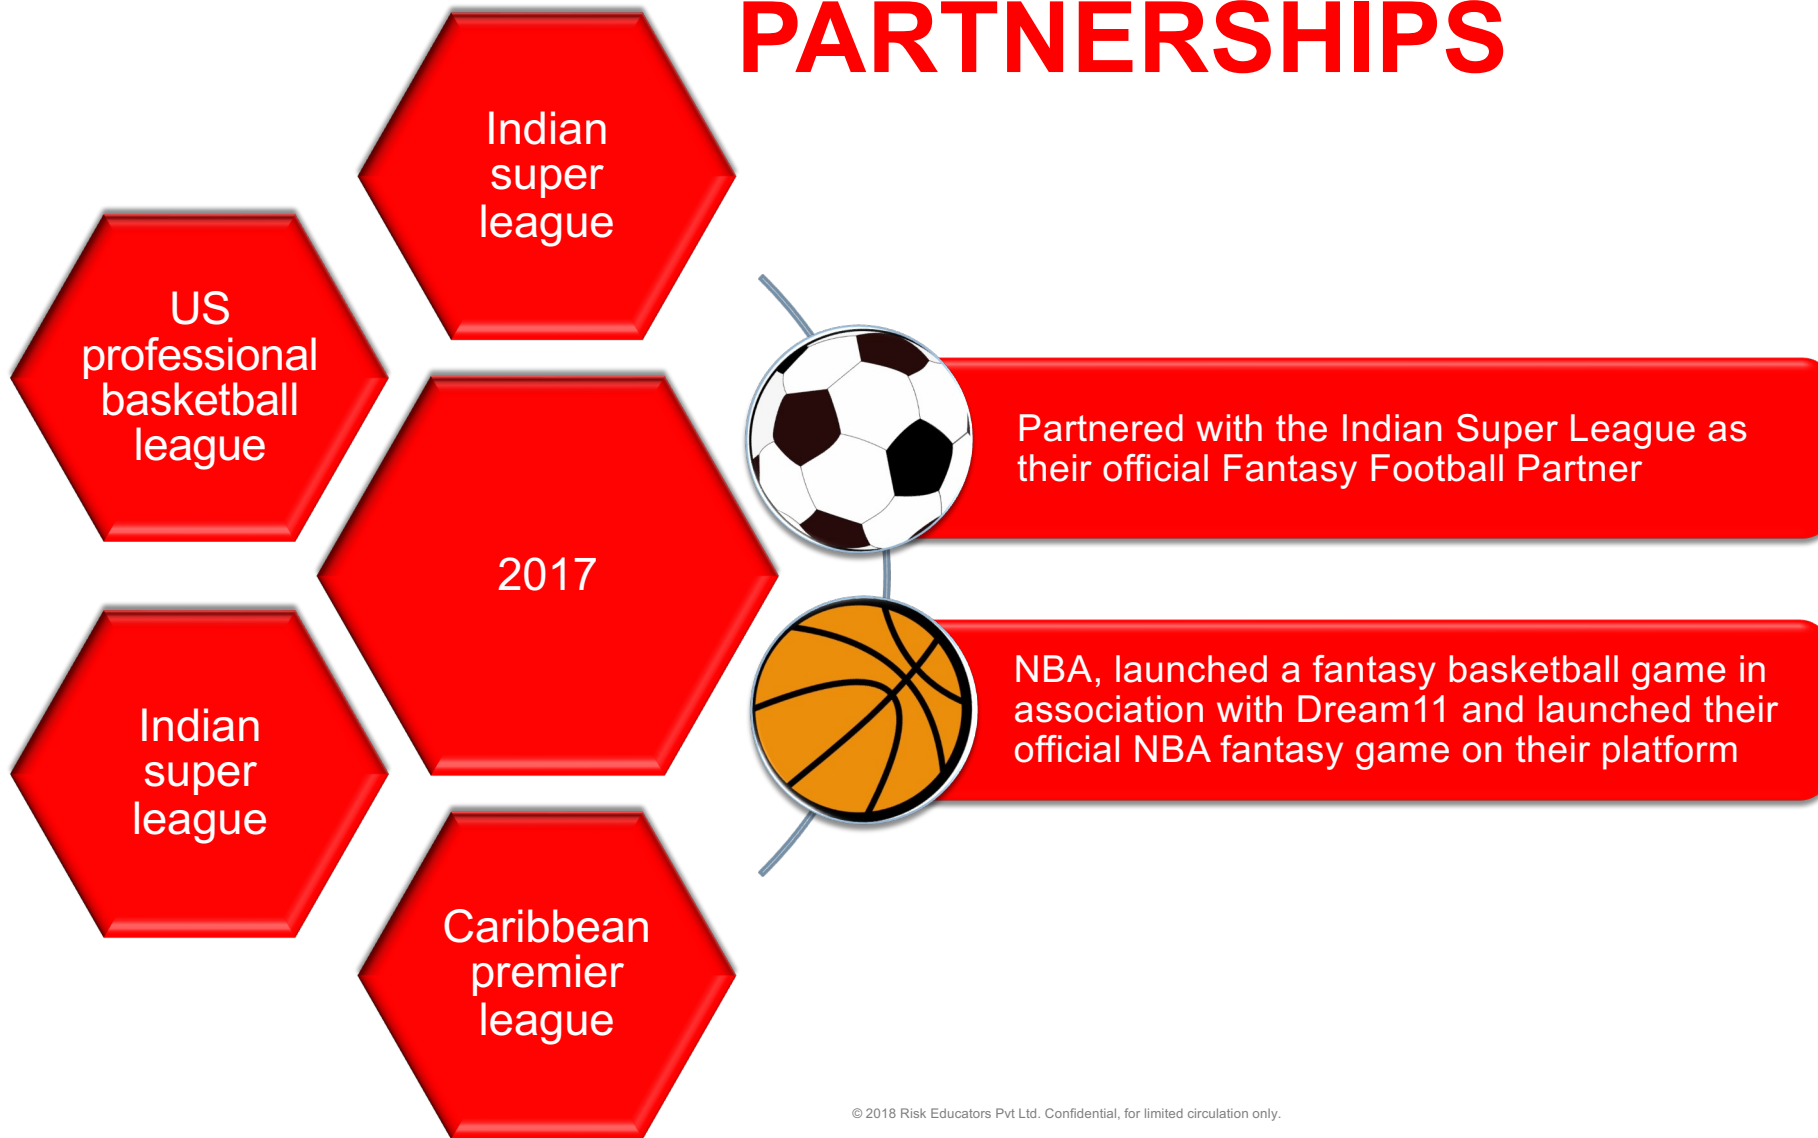 PARTNERSHIPS
Indian
super
league
US
professional
basketball
league
2017
Indian
super
league
Caribbean
premier
league
Partnered with the Indian Super League as
their official Fantasy Football Partner
NBA, launched a fantasy basketball game in
association with Dream11 and launched their
official NBA fantasy game on their platform
© 2018 Risk Educators Pvt Ltd. Confidential, for limited circulation only.